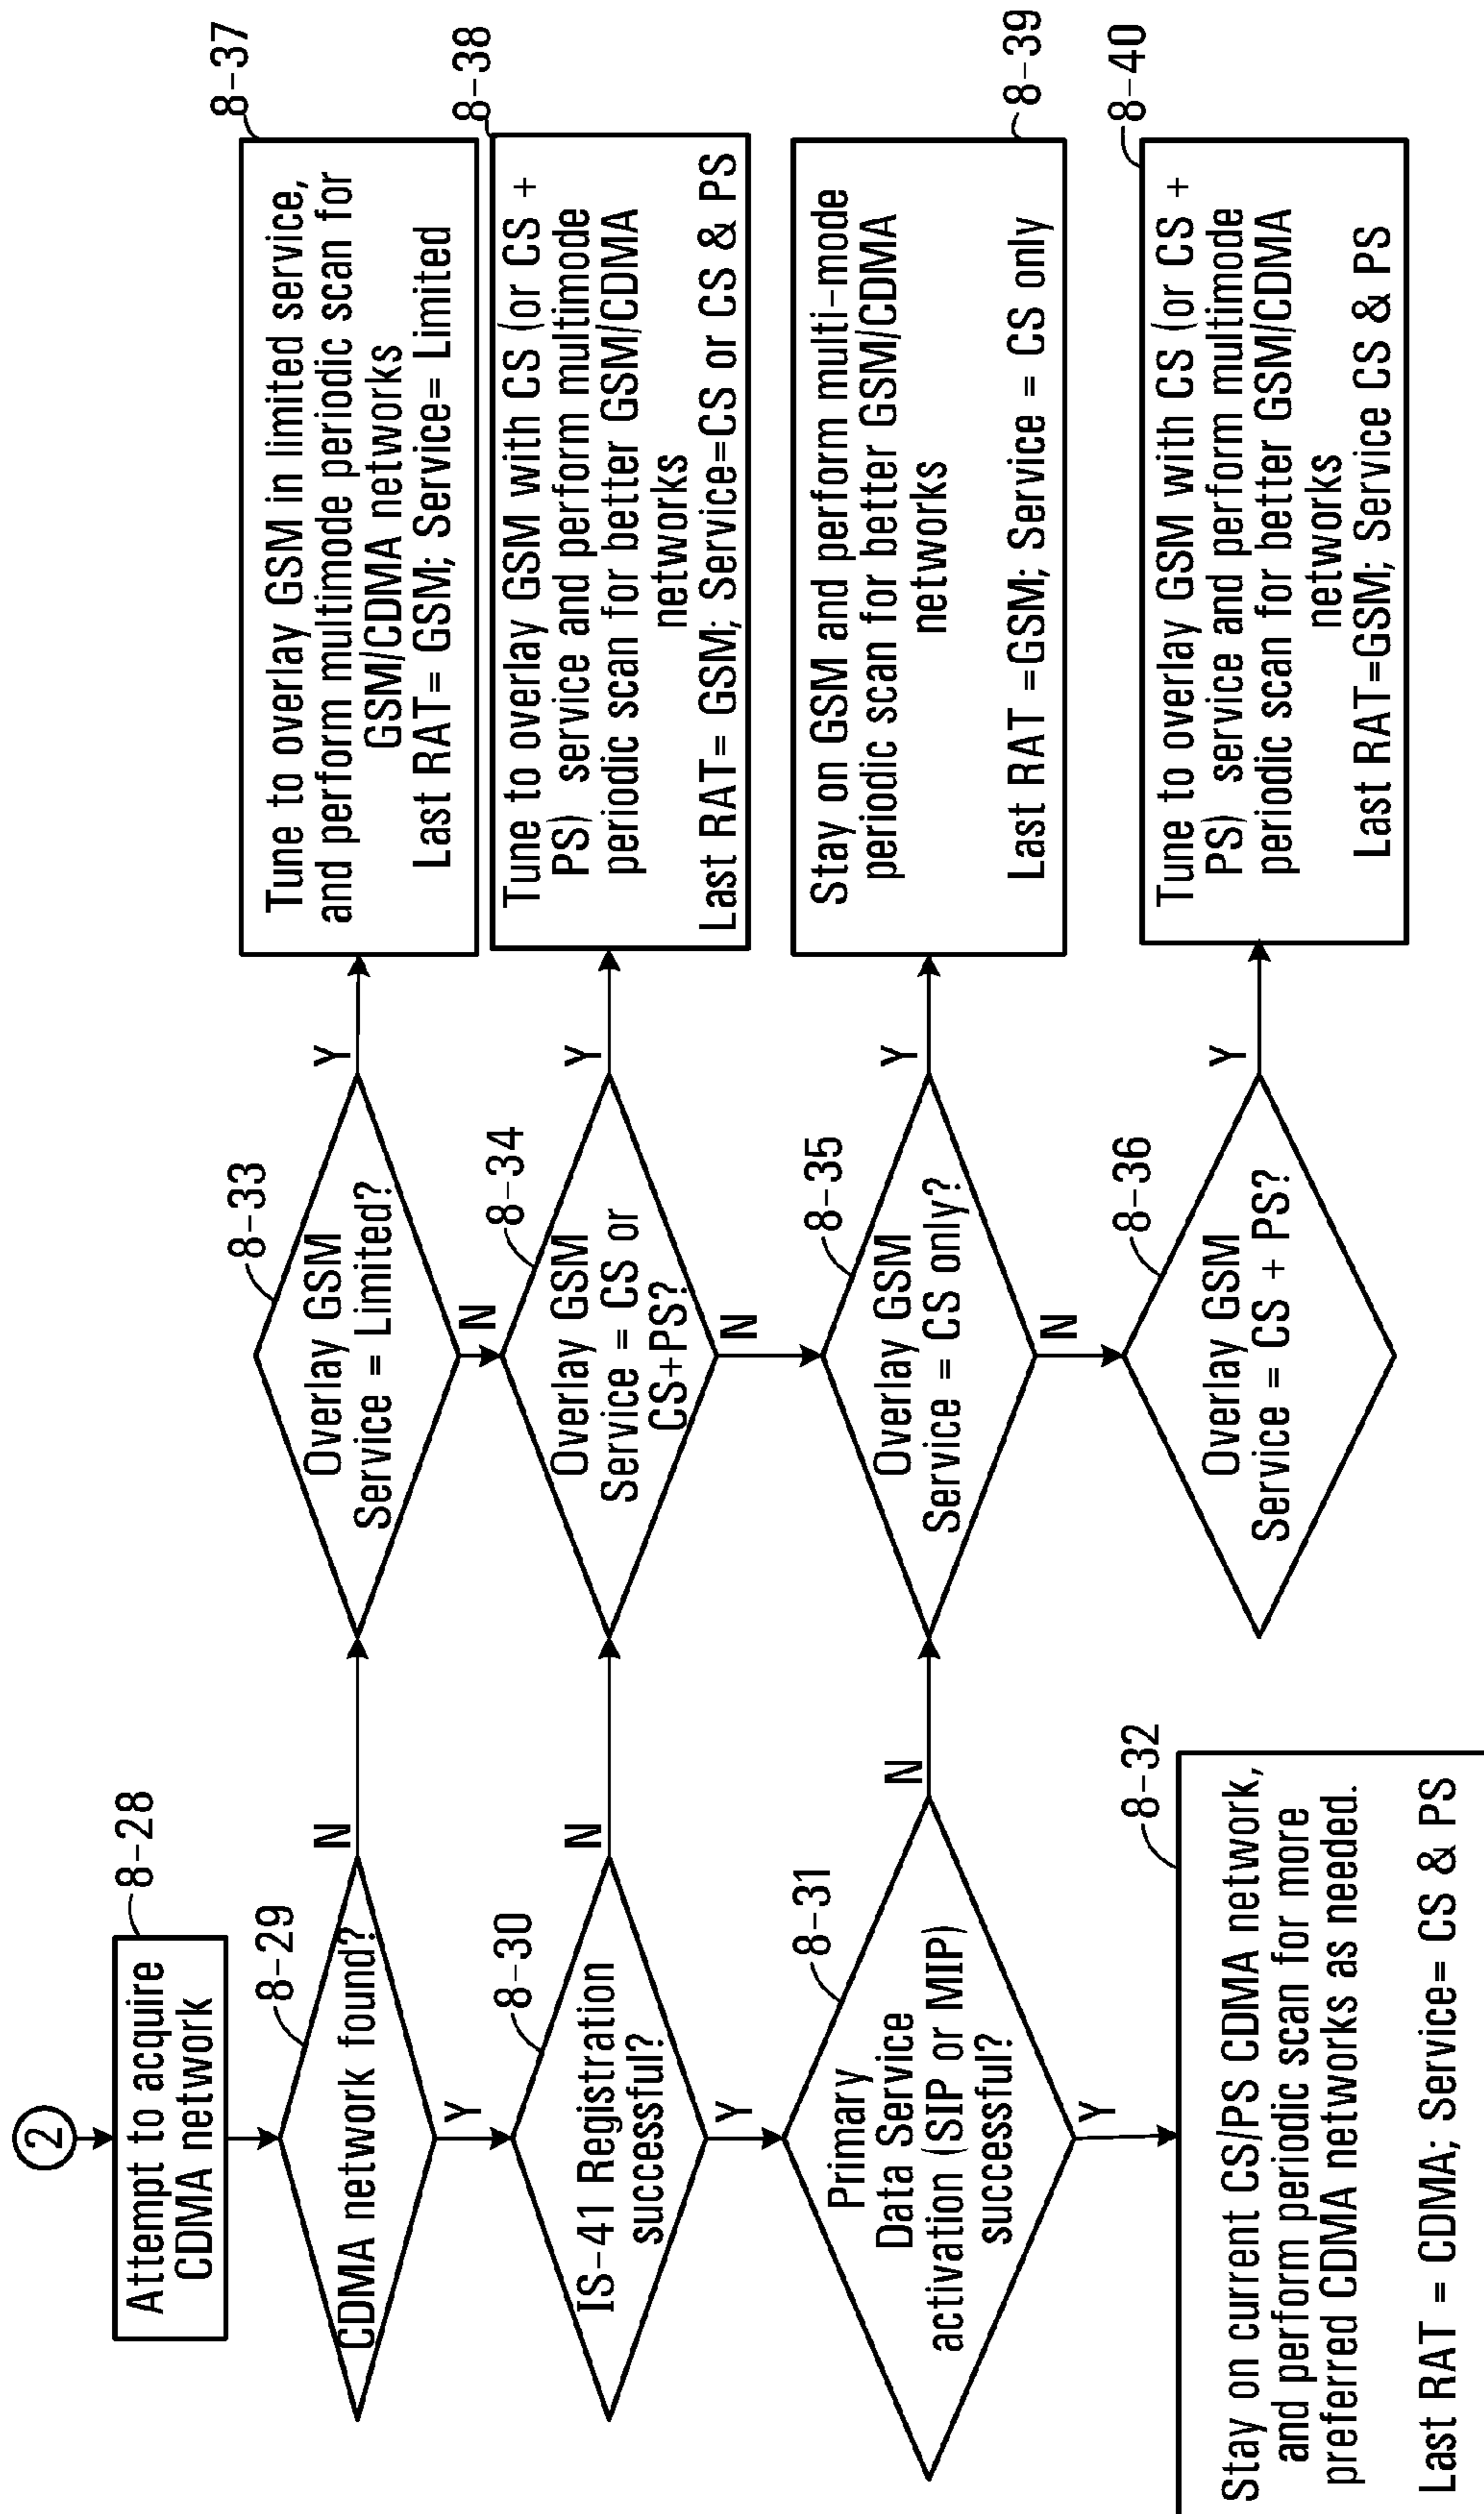 2
8-28
Attempt to acquire
CDMA network
8-29
CDMA network found?
N
Y
8-33
Overlay GSM
Service = Limited?
Y
N
8-37
Tune to overlay GSM in limited service,
and perform multimode periodic scan for
GSM/CDMA networks
Last RAT= GSM; Service= Limited
8-30
IS-41 Registration
successful?
N
Y
8-34
Overlay GSM
Service = CS or
CS+PS?
Y
N
8-38
Tune to overlay GSM with CS (or CS +
PS) service and perform multimode
periodic scan for better GSM/CDMA
networks
Last RAT= GSM; Service=CS or CS & PS
8-31
Primary
Data Service
activation (SIP or MIP)
successful?
N
Y
8-35
Overlay GSM
Service = CS only?
Y
N
8-39
Stay on GSM and perform multi-mode
periodic scan for better GSM/CDMA
networks
Last RAT =GSM; Service = CS only
8-32
Stay on current CS/PS CDMA network,
and perform periodic scan for more
preferred CDMA networks as needed.
Last RAT = CDMA; Service= CS & PS
8-36
Overlay GSM
Service = CS + PS?
Y
8-40
Tune to overlay GSM with CS (or CS +
PS) service and perform multimode
periodic scan for better GSM/CDMA
networks
Last RAT=GSM; Service CS & PS